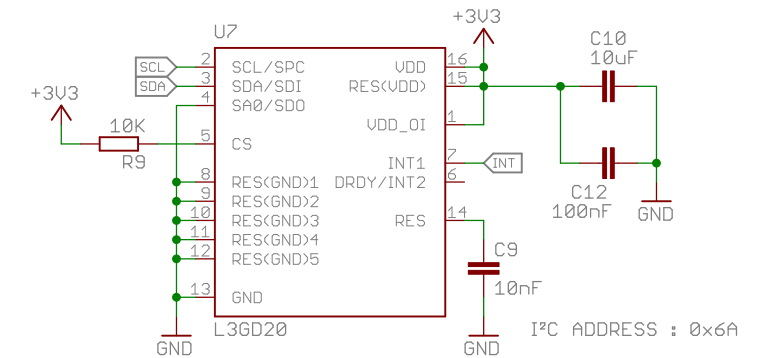 +3V3
U7
C10
10uF
SCL
2
SCL/SPC
VDD
16
SDA
3
SDA/SDI
RES(VDD)
15
+3V3
4
SA0/SDO
10K
VDD_OI
1
R9
5
CS
INT1
7
INT
8
RES(GND)1
DRDY/INT2
6
9
RES(GND)2
C12
100nF
10
RES(GND)3
RES
14
GND
11
RES(GND)4
12
RES(GND)5
C9
10nF
13
GND
L3GD20
GND
GND
I²C ADDRESS : 0x6A